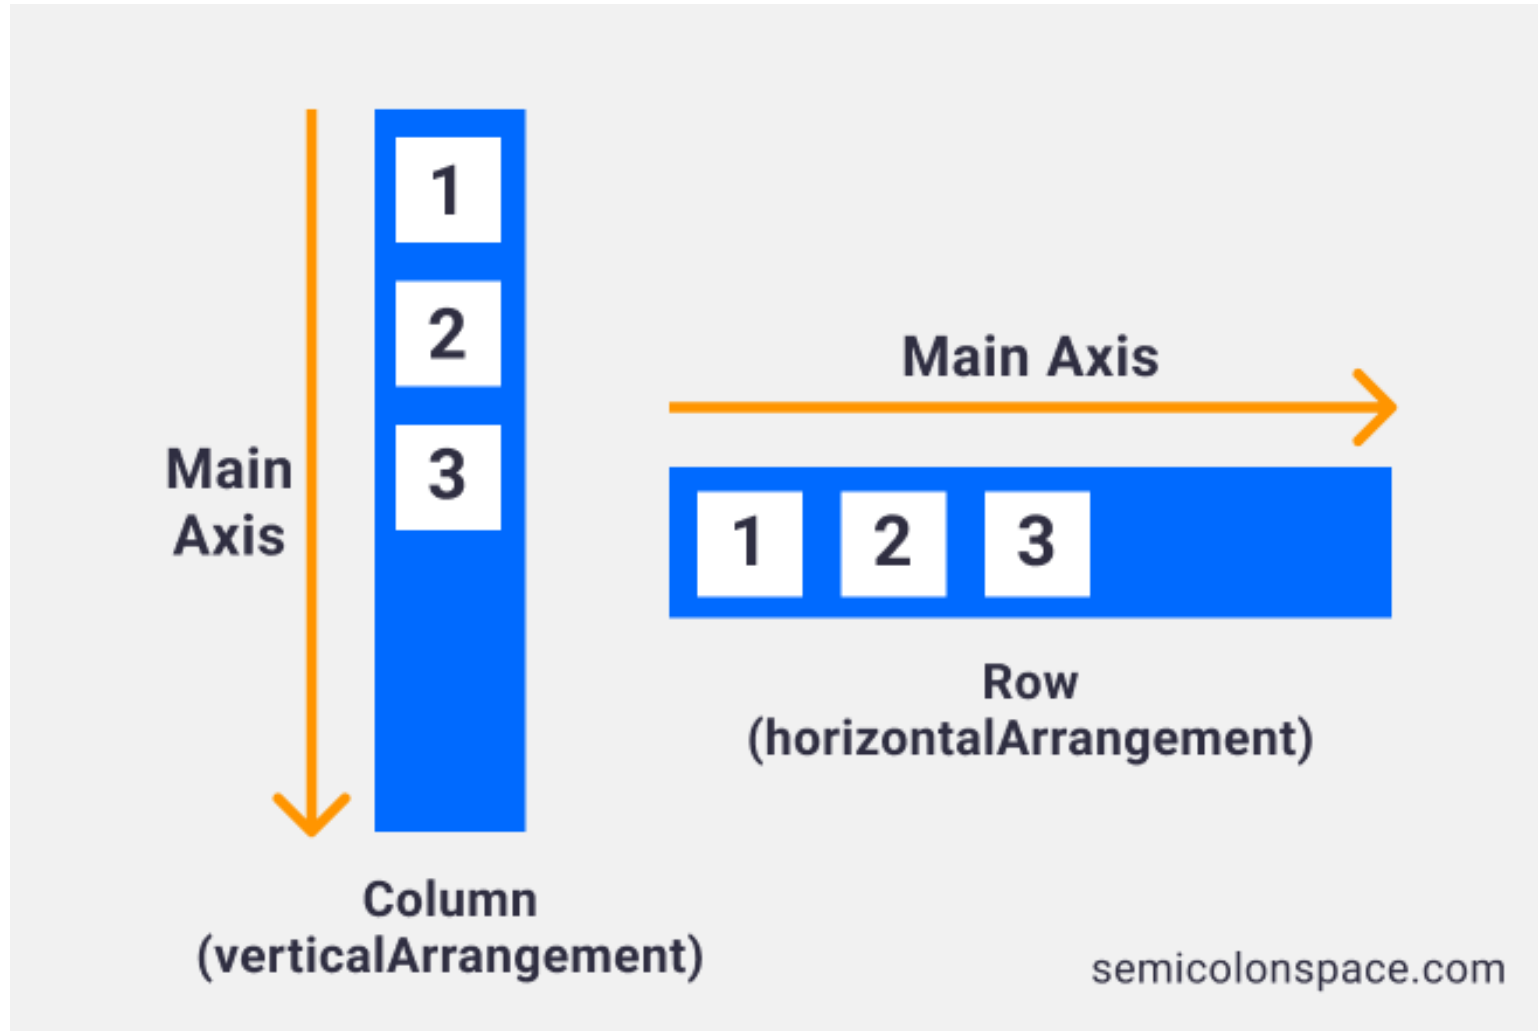 1
2
3
Main
Axis
Column
(verticalArrangement)
Main Axis
1 2 3
Row
(horizontalArrangement)
semicolonspace.com